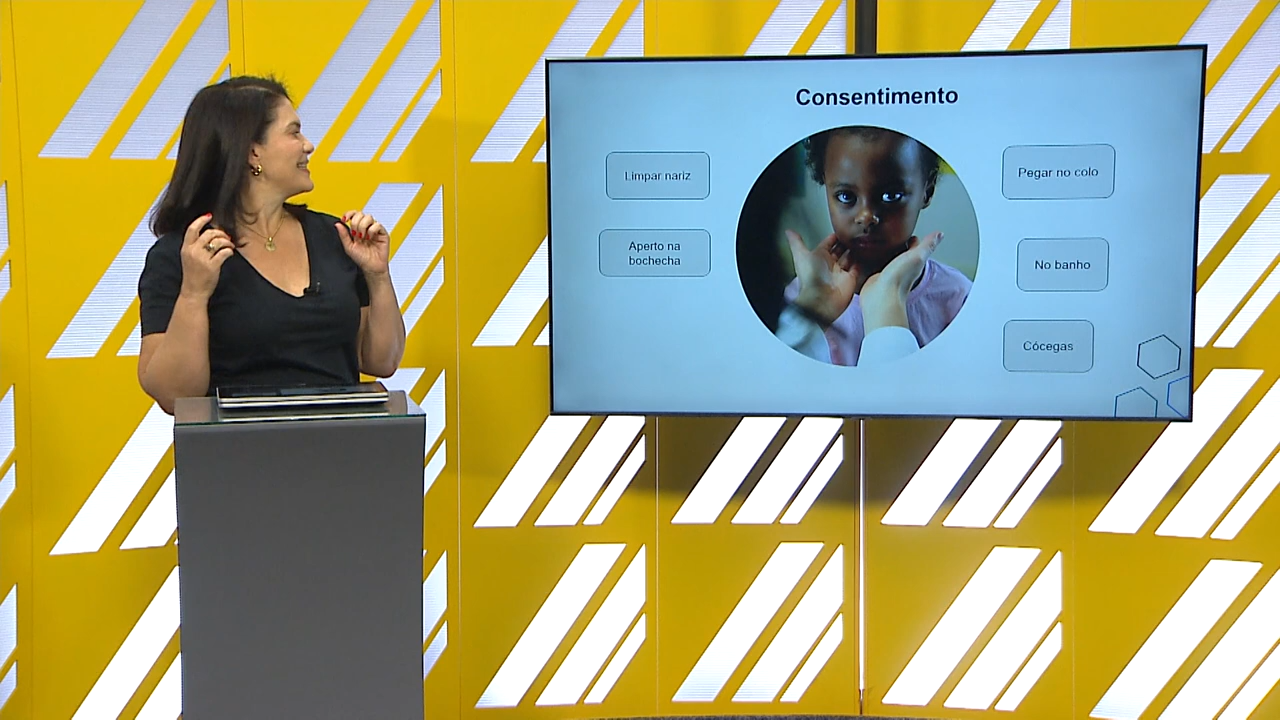 Consentimento
Limpar nariz
Aperto na
bochecha
Pegar no colo
No banho
Cócegas